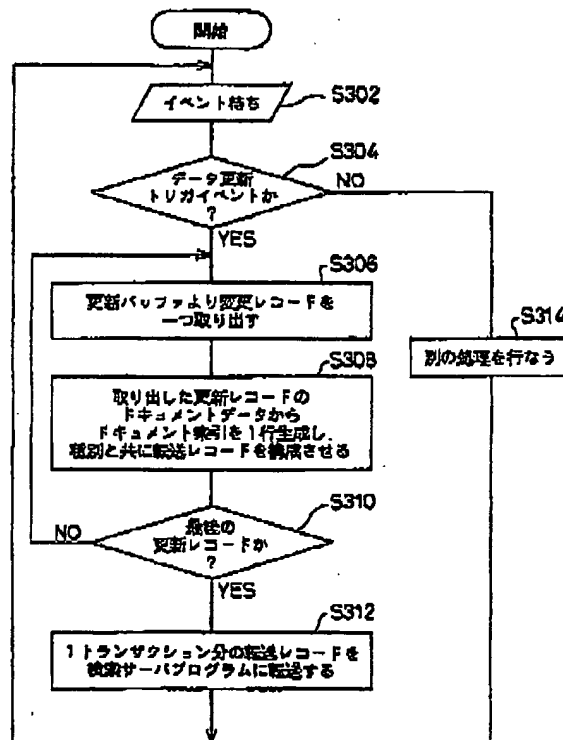 開始
イベント待ち
S302
S304
データ更新
トリガイベントか
?
NO
YES
S306
更新バッファより変更レコードを
一つ取り出す
S314
別の処理を行なう
S308
取り出した更新レコードの
ドキュメントデータから
ドキュメント索引を1行生成し、
種別と共に転送レコードを構成させる
S310
最後の
更新レコードか
?
NO
YES
S312
1トランザクション分の転送レコードを
検索サーバプログラムに転送する